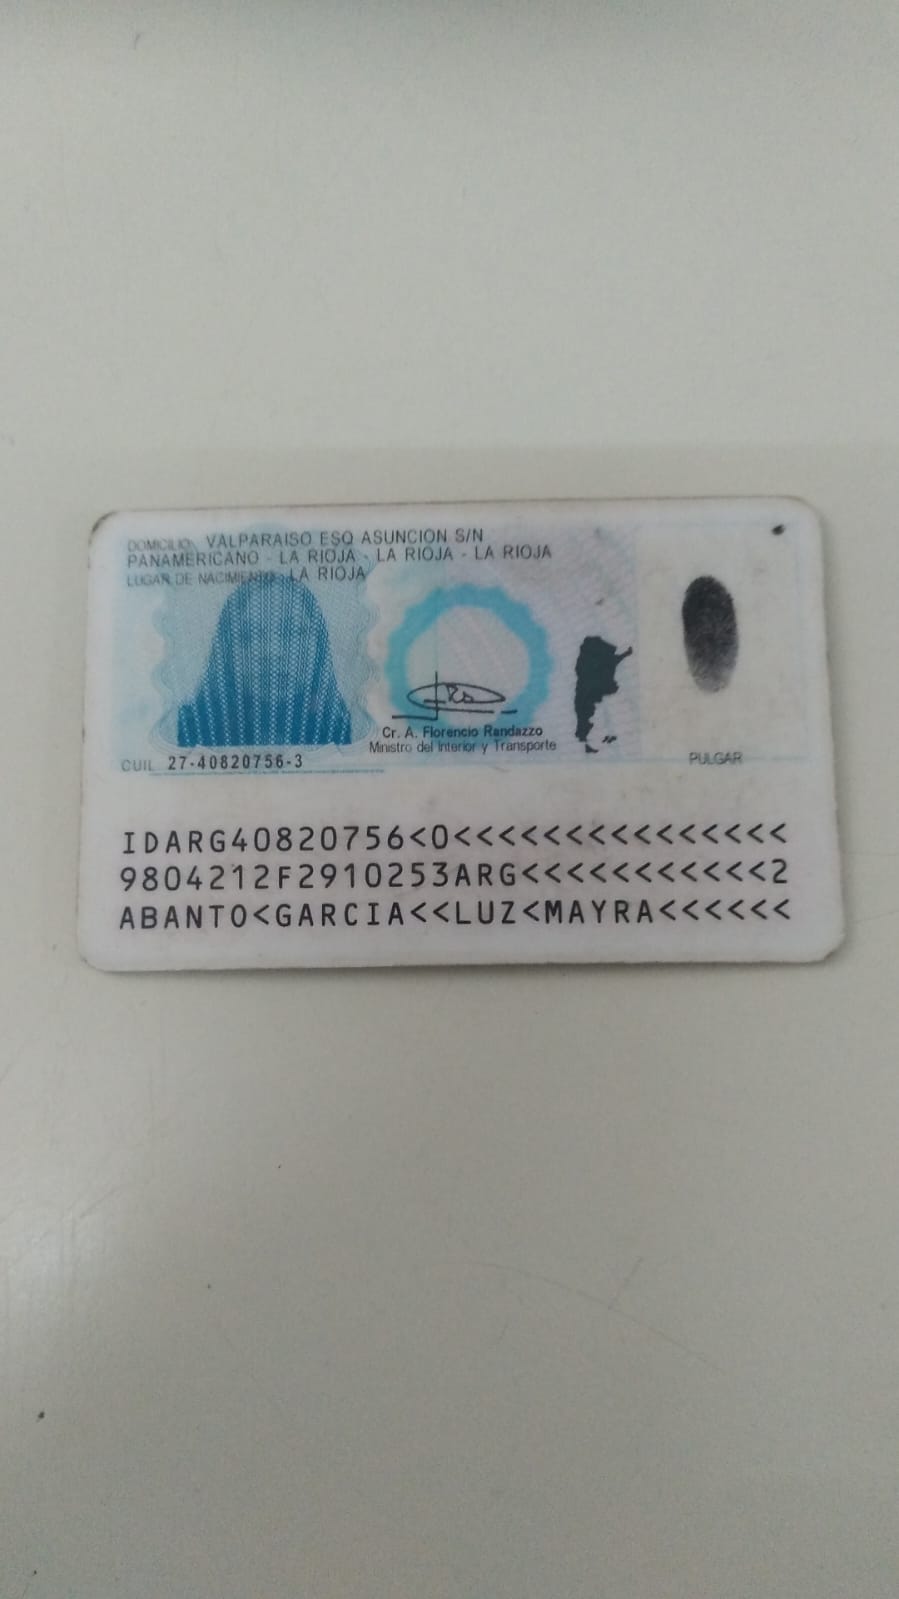 DOMICILIO: VALPARAISO ESQ ASUNCION S/N
PANAMERICANO - LA RIOJA - LA RIOJA - LA RIOJA
LUGAR DE NACIMIENTO: LA RIOJA
Cr. A. Florencio Randazzo
Ministro del Interior y Transporte
CUIL 27-40820756-3
PULGAR
IDARG40820756<0<<<<<<<<<<<<<<<
9804212F2910253ARG<<<<<<<<<<<2
ABANTO<GARCIA<<LUZ<MAYRA<<<<<<